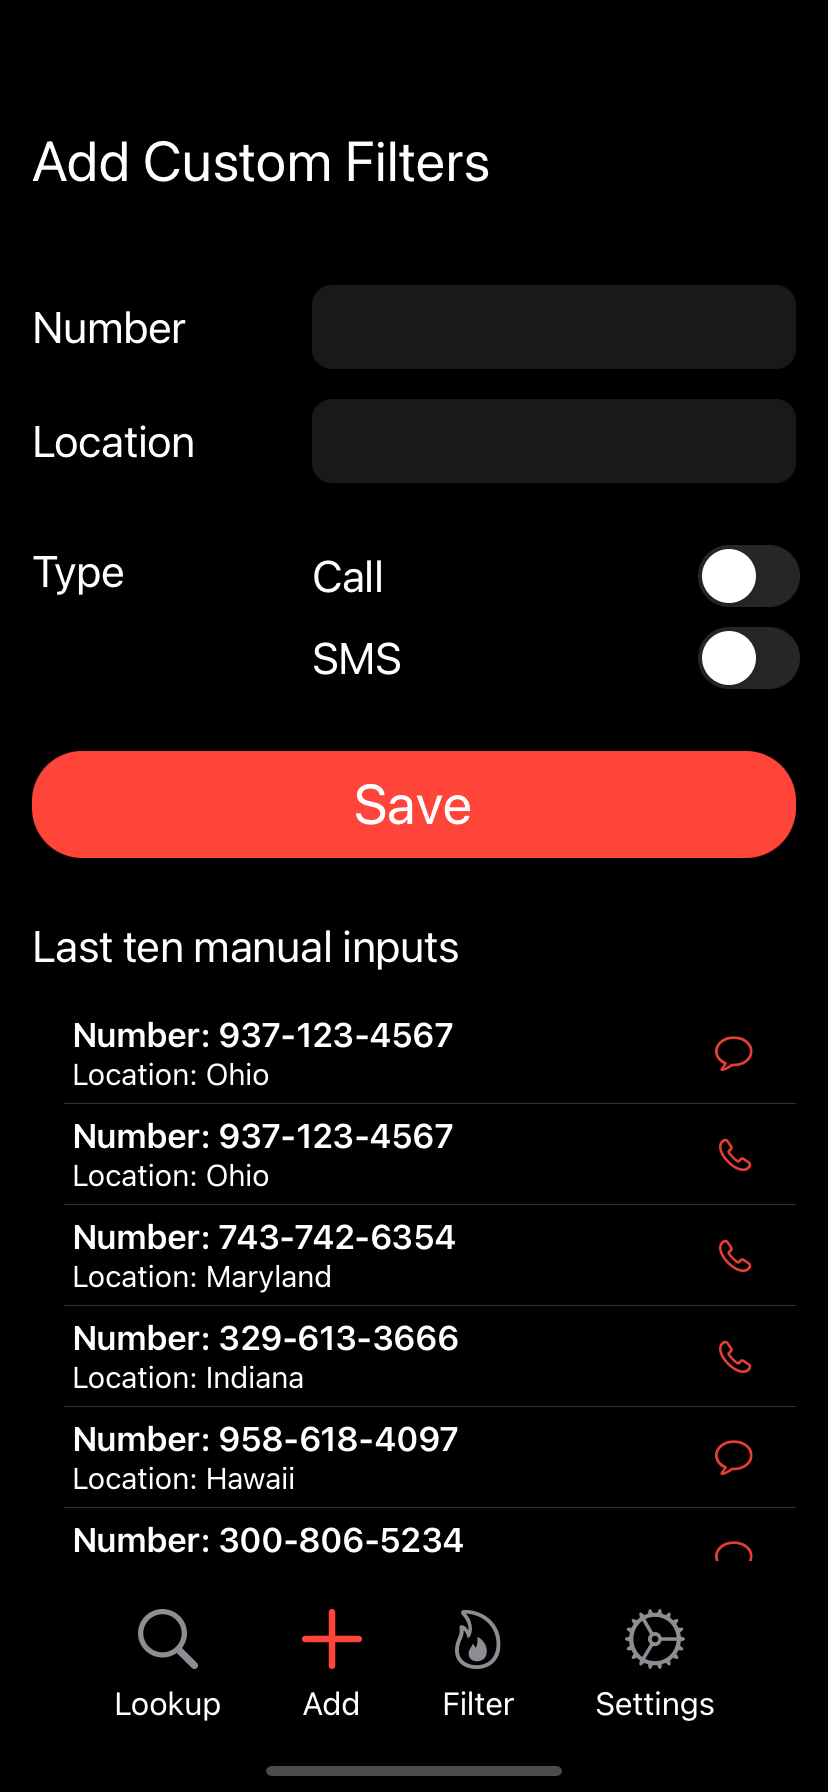 Add Custom Filters
Number
Location
Type
Call
SMS
Save
Last ten manual inputs
Number: 937-123-4567
Location: Ohio
Number: 937-123-4567
Location: Ohio
Number: 743-742-6354
Location: Maryland
Number: 329-613-3666
Location: Indiana
Number: 958-618-4097
Location: Hawaii
Number: 300-806-5234
Lookup
Add
Filter
Settings